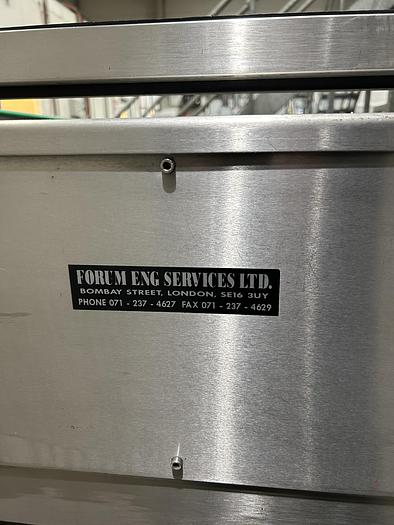 FORUM ENG SERVICES LTD.
BOMBAY STREET, LONDON, SE16 3UY
PHONE 071 - 237 - 4627 FAX 071 - 237 - 4629